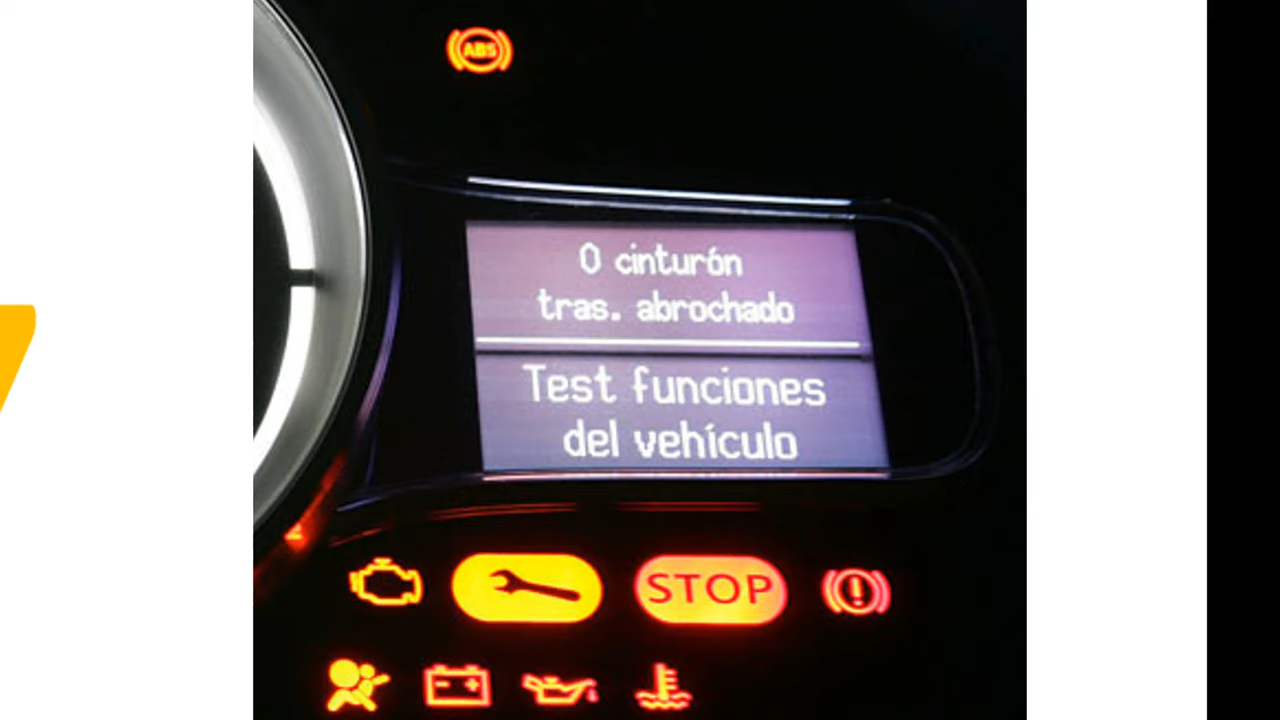 ABS
0 cinturón
tras. abrochado
Test funciones
del vehículo
STOP